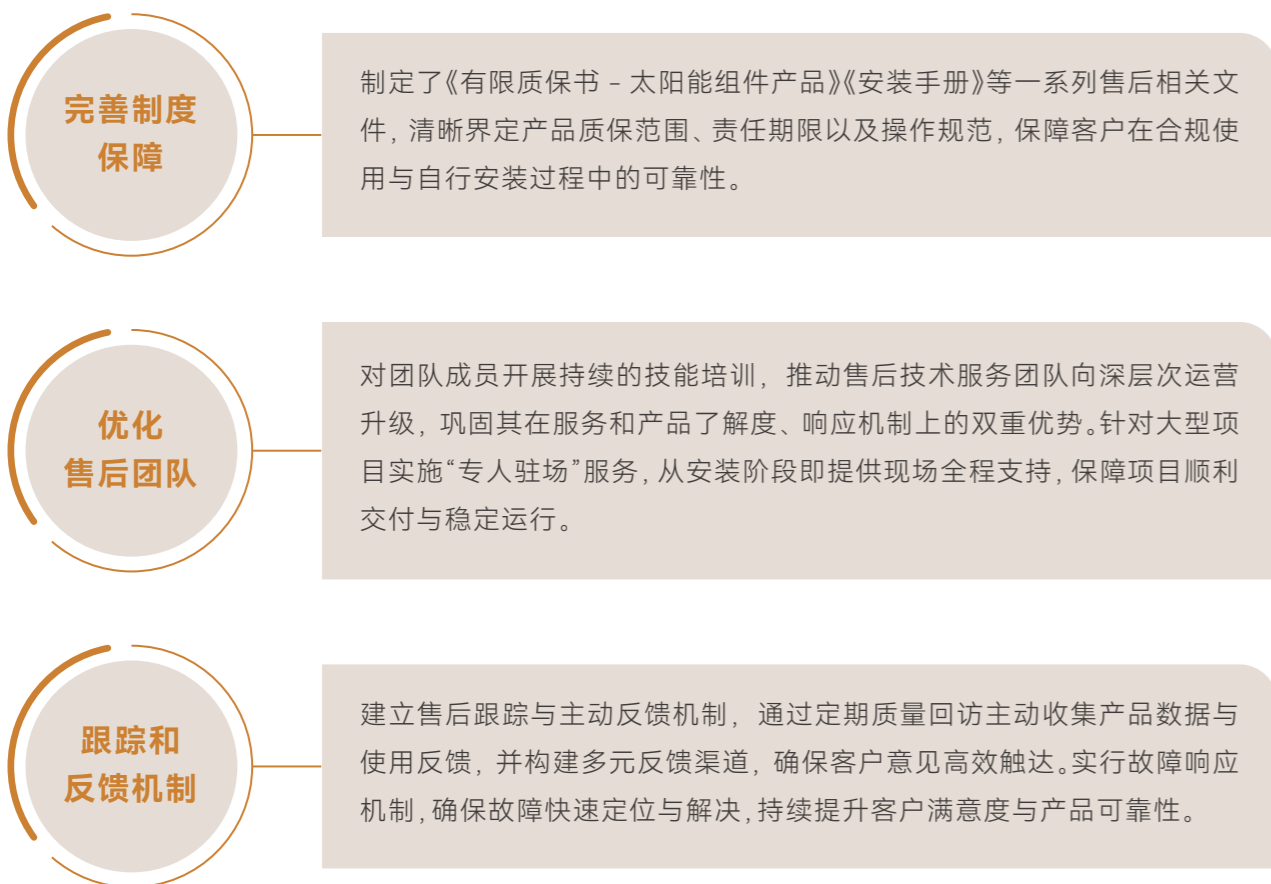 完善制度
保障
制定了《有限质保书 – 太阳能组件产品》《安装手册》等一系列售后相关文
件，清晰界定产品质保范围、责任期限以及操作规范，保障客户在合规使
用与自行安装过程中的可靠性。
优化
售后团队
对团队成员开展持续的技能培训，推动售后技术服务团队向深层次运营
升级，巩固其在服务和产品了解度、响应机制上的双重优势。针对大型项
目实施“专人驻场”服务，从安装阶段即提供现场全程支持，保障项目顺利
交付与稳定运行。
跟踪和
反馈机制
建立售后跟踪与主动反馈机制，通过定期质量回访主动收集产品数据与
使用反馈，并构建多元反馈渠道，确保客户意见高效触达。实行故障响应
机制，确保故障快速定位与解决，持续提升客户满意度与产品可靠性。